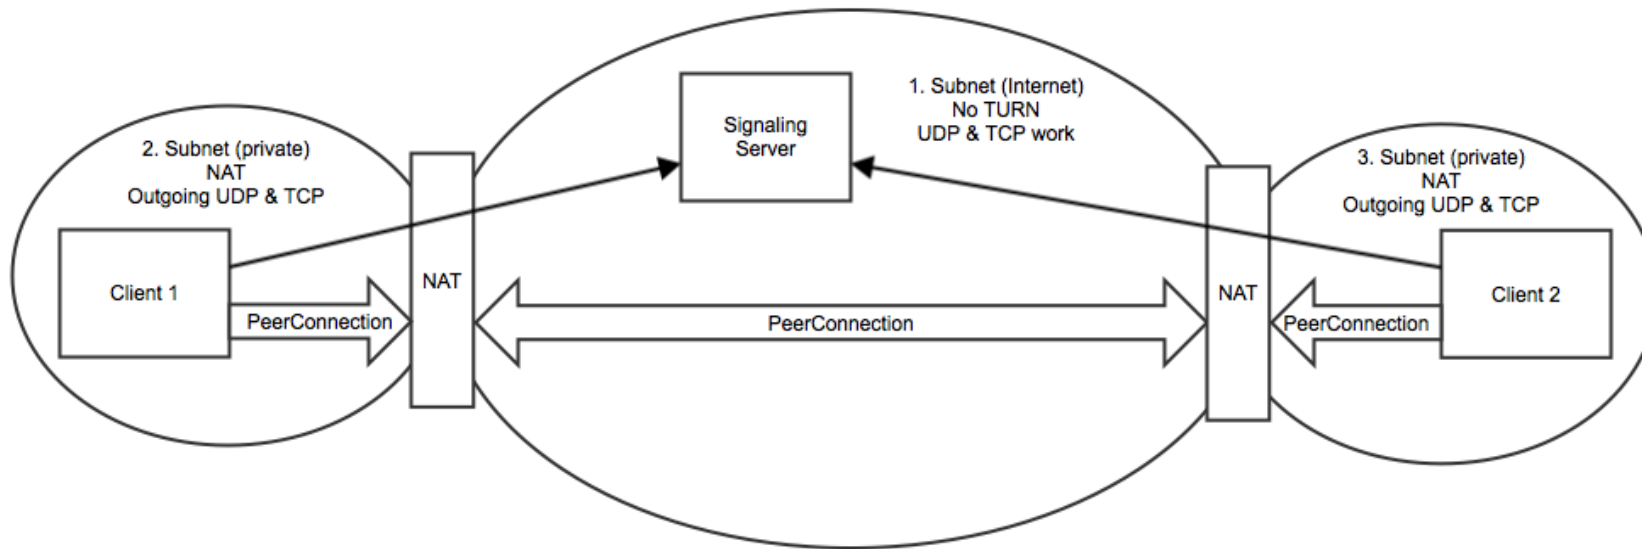 1. Subnet (Internet)
No TURN
UDP & TCP work
Signaling
Server
2. Subnet (private)
NAT
Outgoing UDP & TCP
3. Subnet (private)
NAT
Outgoing UDP & TCP
Client 1
NAT
NAT
Client 2
PeerConnection
PeerConnection
PeerConnection